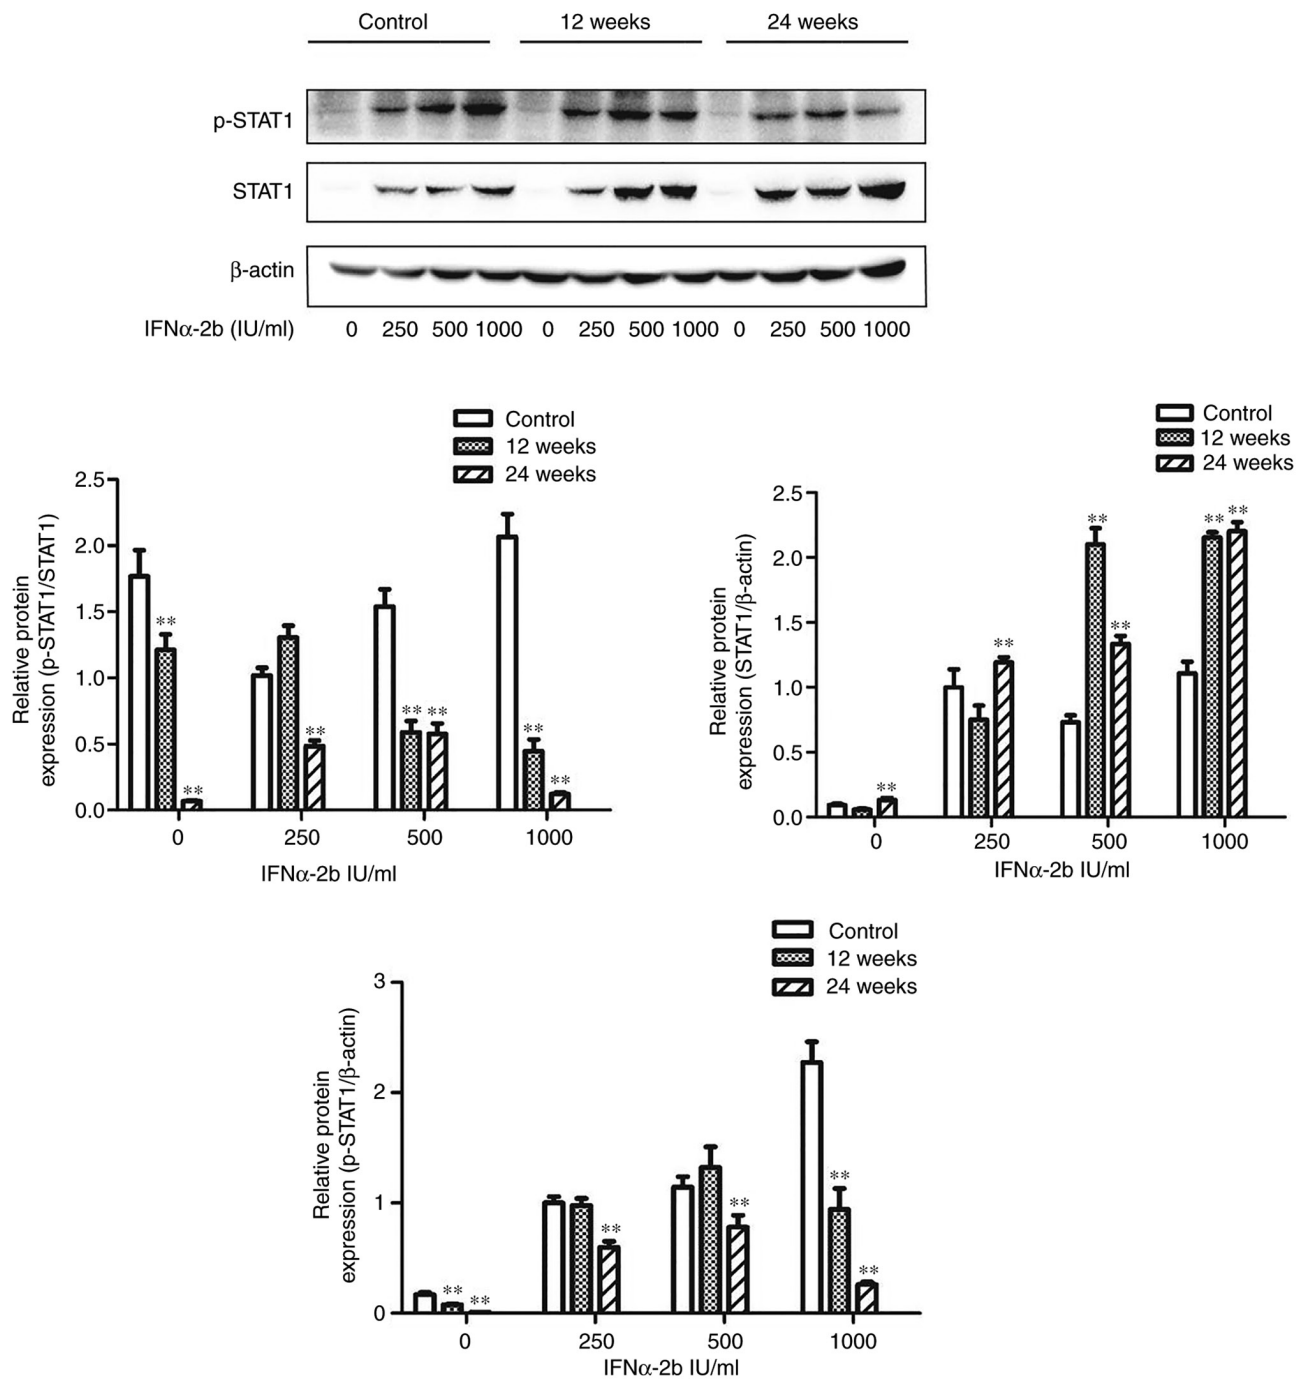 Control 12 weeks 24 weeks
p-STAT1
STAT1
β-actin
IFNα-2b (IU/ml) 0 250 500 1000 0 250 500 1000 0 250 500 1000
Control
12 weeks
24 weeks
Relative protein
expression (p-STAT1/STAT1)
2.5
2.0
1.5
1.0
0.5
0.0
**
**
**
** **
**
**
0 250 500 1000
IFNα-2b IU/ml
Control
12 weeks
24 weeks
Relative protein
expression (STAT1/β-actin)
2.5
2.0
1.5
1.0
0.5
0.0
**
**
**
**
** **
0 250 500 1000
IFNα-2b IU/ml
Control
12 weeks
24 weeks
Relative protein
expression (p-STAT1/β-actin)
3
2
1
0
** **
**
**
**
**
0 250 500 1000
IFNα-2b IU/ml